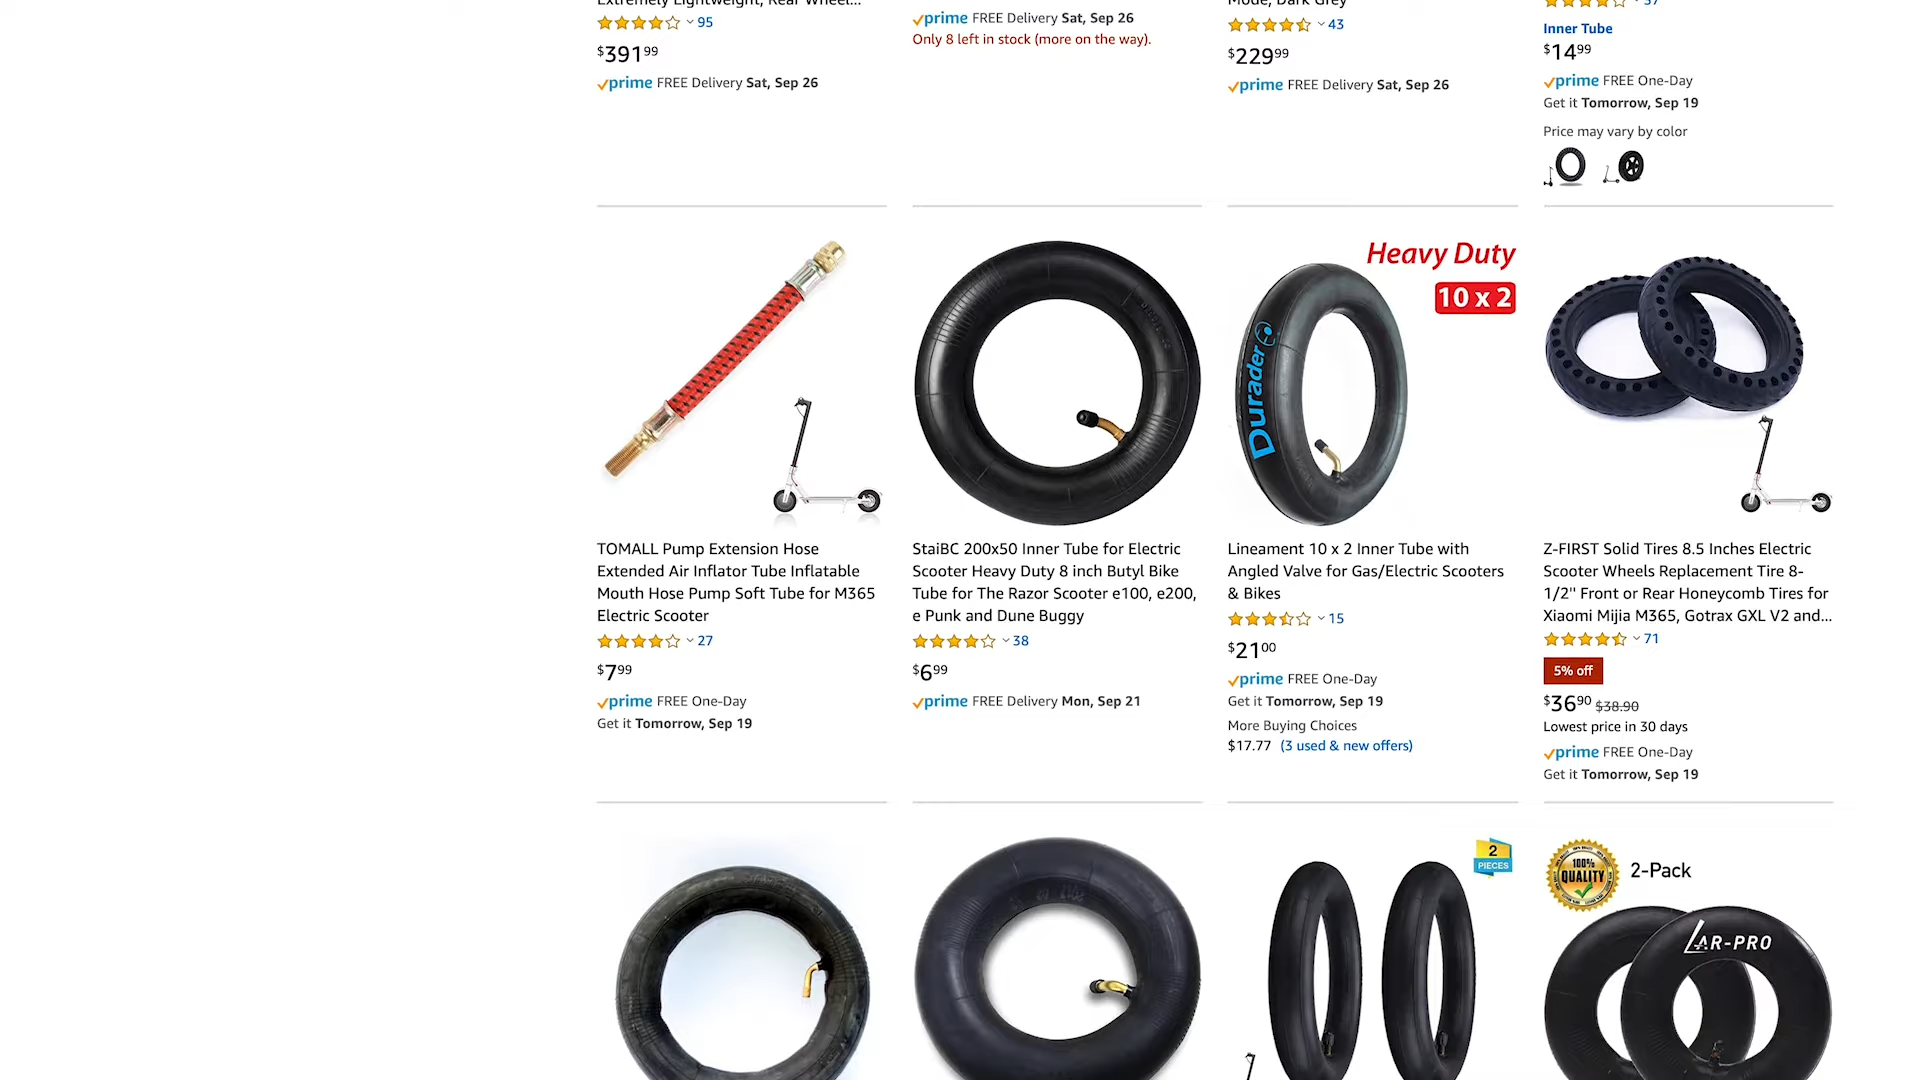 Extremely Lightweight, Rear Wheel...
95
$391 99
prime FREE Delivery Sat, Sep 26
prime FREE Delivery Sat, Sep 26
Only 8 left in stock (more on the way).
Mode, Dark Grey
43
$229 99
prime FREE Delivery Sat, Sep 26
57
Inner Tube
$14 99
prime FREE One-Day
Get it Tomorrow, Sep 19
Price may vary by color
TOMALL Pump Extension Hose
Extended Air Inflator Tube Inflatable
Mouth Hose Pump Soft Tube for M365
Electric Scooter
27
$7 99
prime FREE One-Day
Get it Tomorrow, Sep 19
StaiBC 200x50 Inner Tube for Electric
Scooter Heavy Duty 8 inch Butyl Bike
Tube for The Razor Scooter e100, e200,
e Punk and Dune Buggy
38
$6 99
prime FREE Delivery Mon, Sep 21
Heavy Duty
10 x 2
Durader
Lineament 10 x 2 Inner Tube with
Angled Valve for Gas/Electric Scooters
& Bikes
15
$21 00
prime FREE One-Day
Get it Tomorrow, Sep 19
More Buying Choices
$17.77 (3 used & new offers)
Z-FIRST Solid Tires 8.5 Inches Electric
Scooter Wheels Replacement Tire 8-
1/2" Front or Rear Honeycomb Tires for
Xiaomi Mijia M365, Gotrax GXL V2 and...
71
5% off
$36 90 $38.90
Lowest price in 30 days
prime FREE One-Day
Get it Tomorrow, Sep 19
2
PIECES
100%
QUALITY
2-Pack
AR-PRO